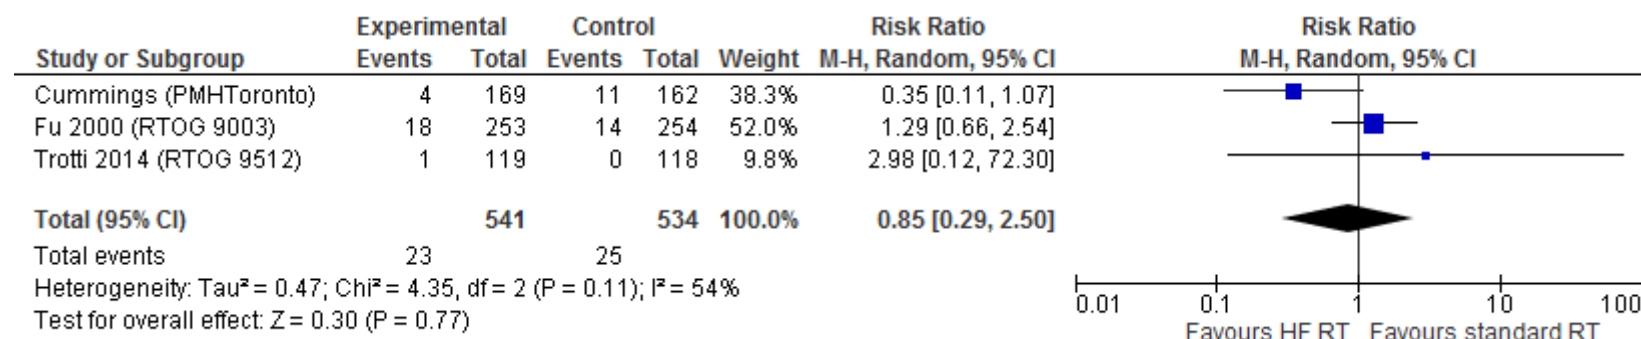 Experimental Control Risk Ratio Risk Ratio
Study or Subgroup Events Total Events Total Weight M-H, Random, 95% CI M-H, Random, 95% CI
Cummings (PMHToronto) 4 169 11 162 38.3% 0.35 [0.11, 1.07]
Fu 2000 (RTOG 9003) 18 253 14 254 52.0% 1.29 [0.66, 2.54]
Trotti 2014 (RTOG 9512) 1 119 0 118 9.8% 2.98 [0.12, 72.30]
Total (95% CI) 541 534 100.0% 0.85 [0.29, 2.50]
Total events 23 25
Heterogeneity: Tau² = 0.47; Chi² = 4.35, df = 2 (P = 0.11); I² = 54%
Test for overall effect: Z = 0.30 (P = 0.77)
0.01 0.1 1 10 100
Favours HF RT Favours standard RT